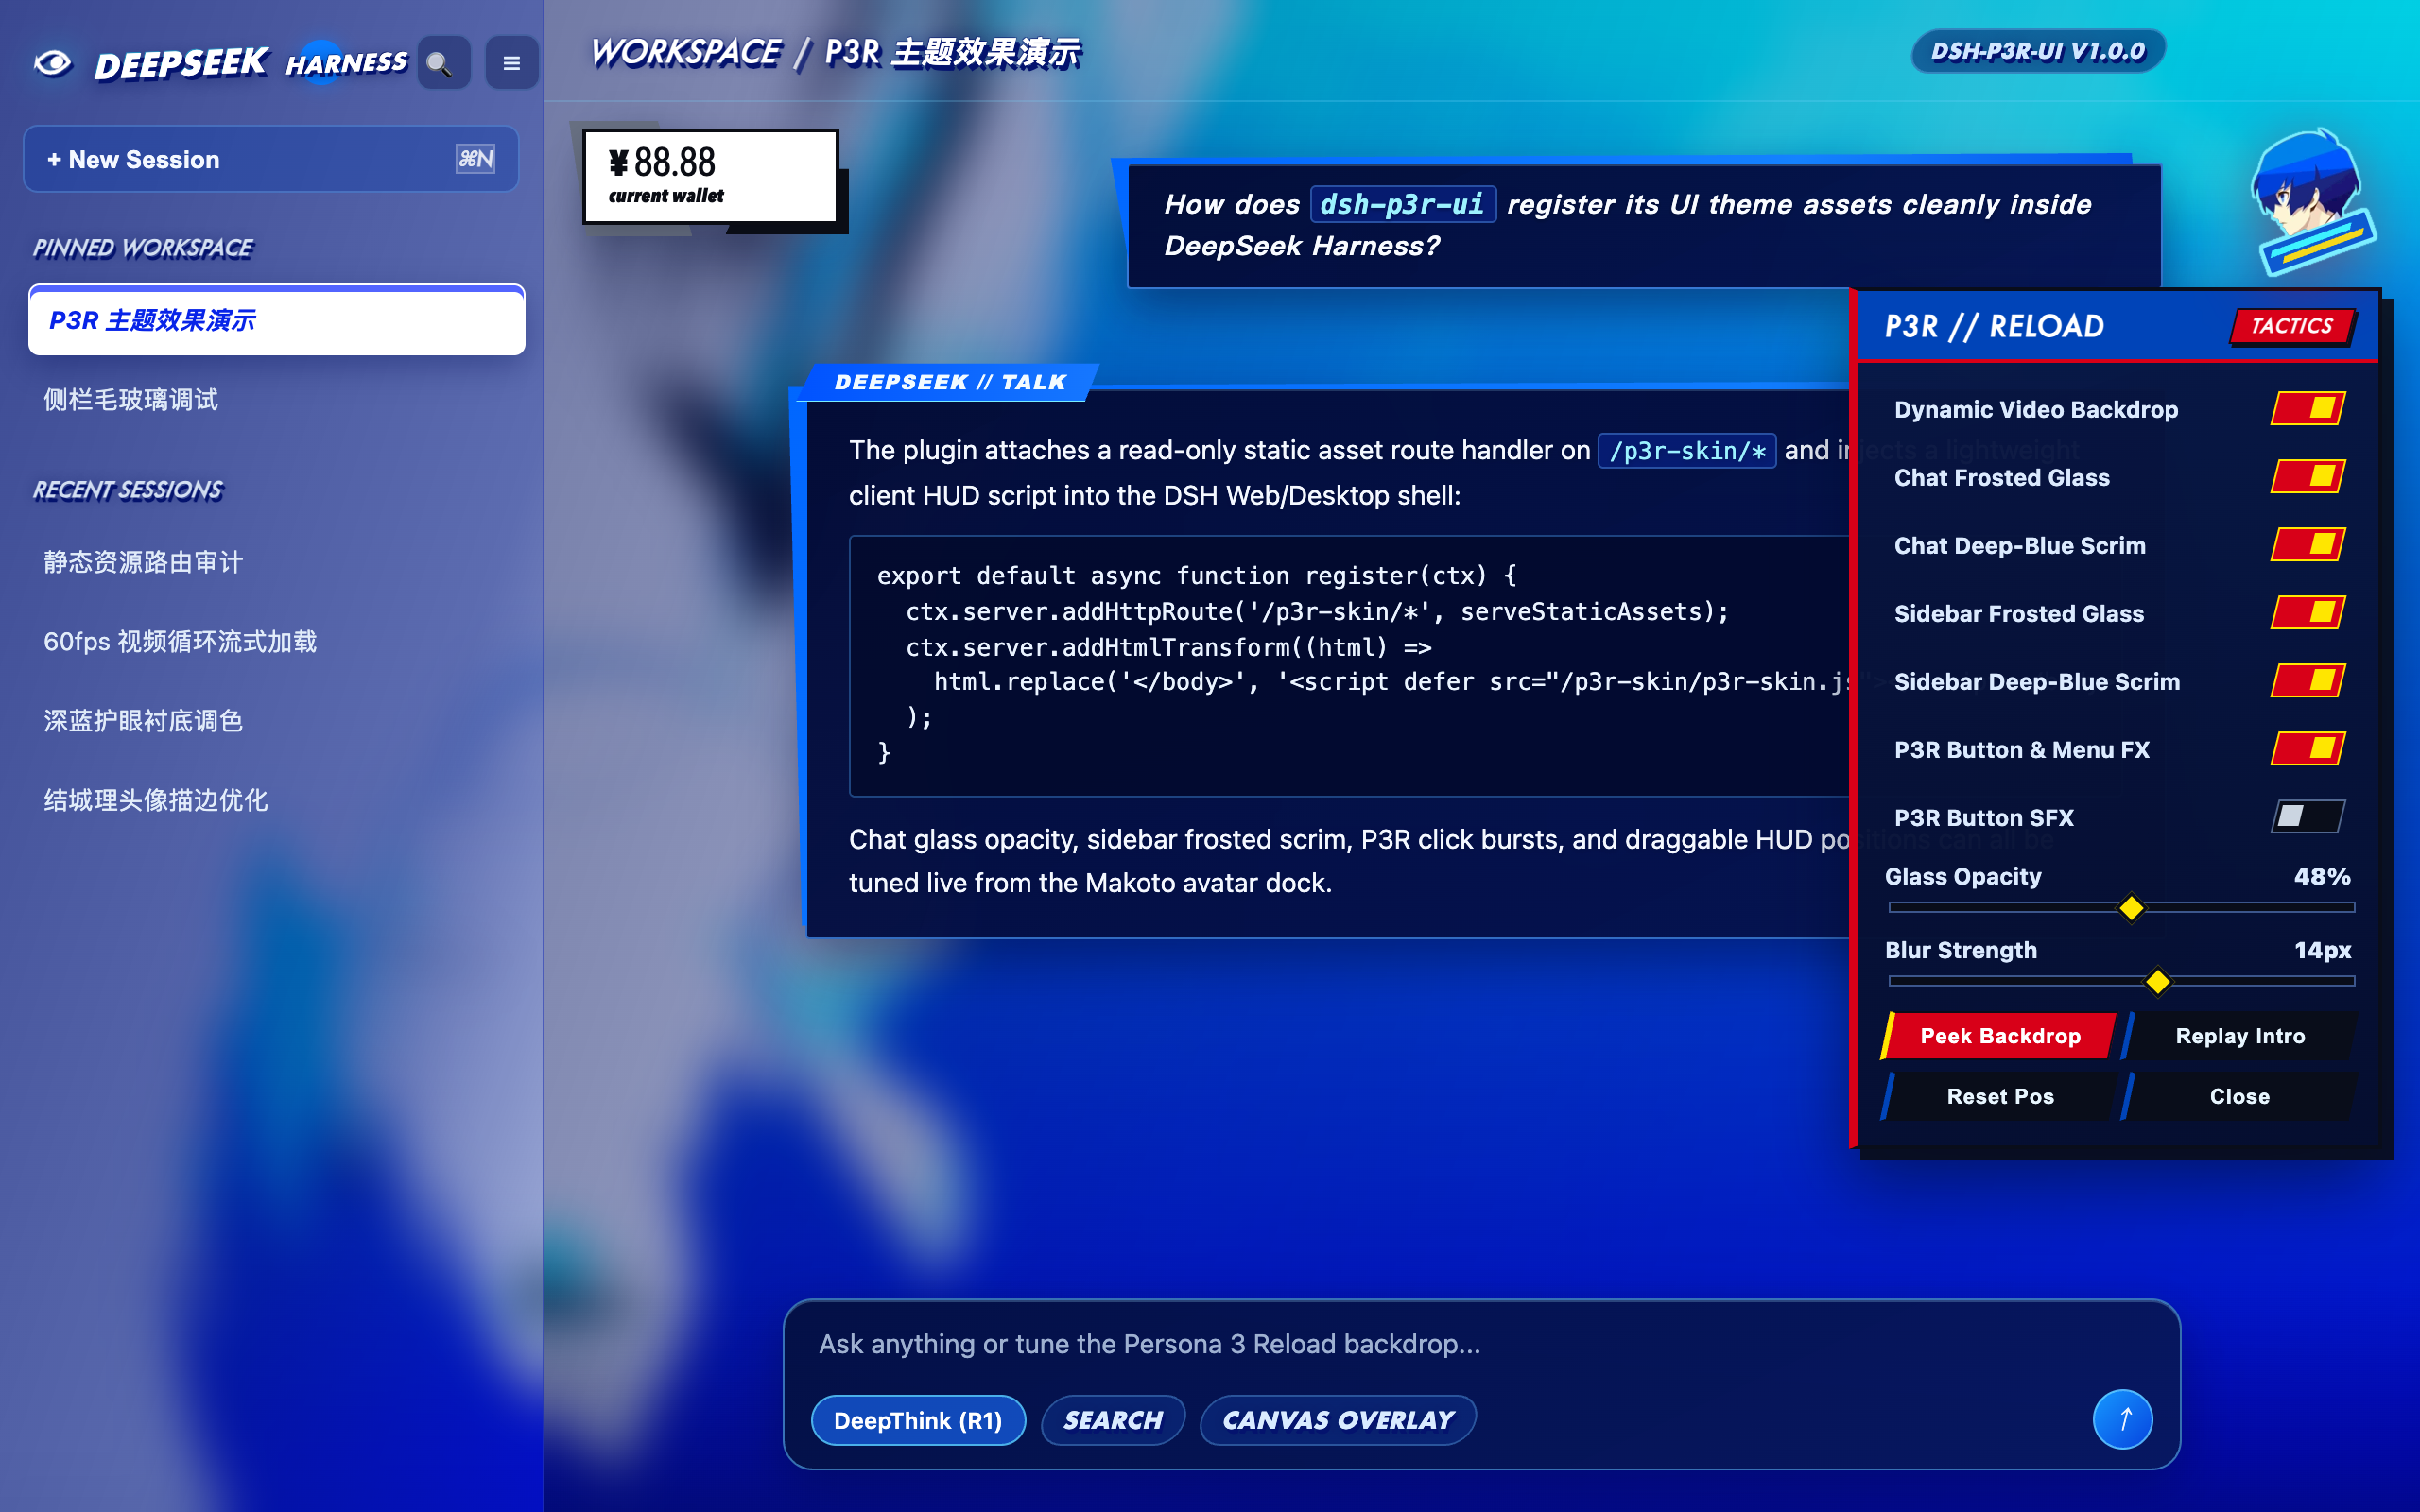 DEEPSEEK HARNESS
+ New Session ⌘N
PINNED WORKSPACE
P3R 主题效果演示
侧栏毛玻璃调试
RECENT SESSIONS
静态资源路由审计
60fps 视频循环流式加载
深蓝护眼衬底调色
结城理头像描边优化
WORKSPACE / P3R 主题效果演示
DSH-P3R-UI V1.0.0
¥88.88
current wallet
How does dsh-p3r-ui register its UI theme assets cleanly inside
DeepSeek Harness?
DEEPSEEK // TALK
The plugin attaches a read-only static asset route handler on /p3r-skin/* and injects a lightweight
client HUD script into the DSH Web/Desktop shell:
export default async function register(ctx) {
ctx.server.addHttpRoute('/p3r-skin/*', serveStaticAssets);
ctx.server.addHtmlTransform((html) =>
html.replace('</body>', '<script defer src="/p3r-skin/p3r-skin.js">
);
}
Chat glass opacity, sidebar frosted scrim, P3R click bursts, and draggable HUD positions can all be
tuned live from the Makoto avatar dock.
P3R // RELOAD
TACTICS
Dynamic Video Backdrop
Chat Frosted Glass
Chat Deep-Blue Scrim
Sidebar Frosted Glass
Sidebar Deep-Blue Scrim
P3R Button & Menu FX
P3R Button SFX
Glass Opacity 48%
Blur Strength 14px
Peek Backdrop
Replay Intro
Reset Pos
Close
Ask anything or tune the Persona 3 Reload backdrop...
DeepThink (R1)
SEARCH
CANVAS OVERLAY
↑